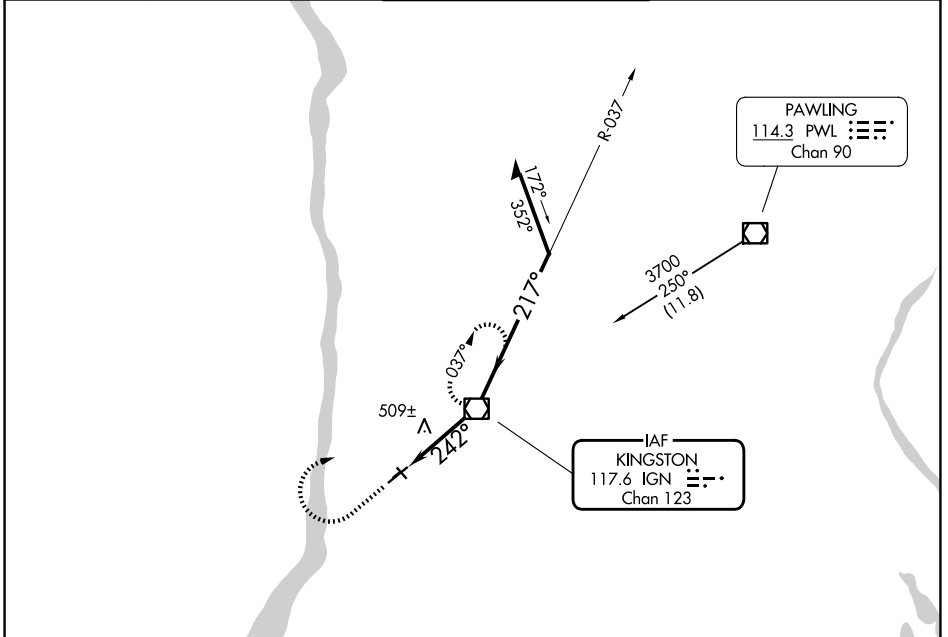 R-037
PAWLING
114.3 PWL
Chan 90
172°
352°
3700
250°
(11.8)
217°
037°
509±
242°
IAF
KINGSTON
117.6 IGN
Chan 123